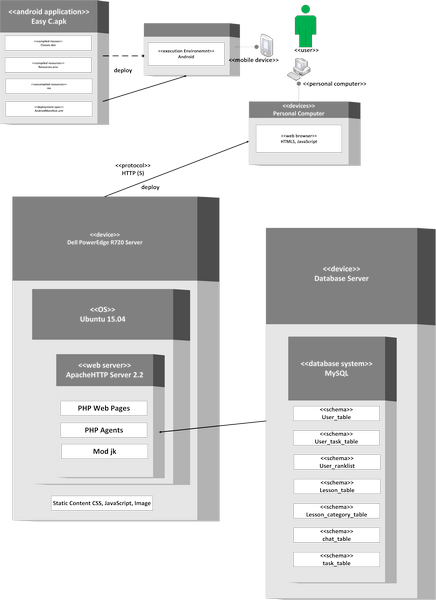 <<android application>>
Easy C.apk
<<compiled classes>>
Classes.dex
<<compiled resources>>
Resources.arsc
<<uncompiled resources>>
res
<<deployment spec>>
AndroidManifest.xml
deploy
<<execution Environemnt>>
Android
<<mobile device>>
<<user>>
<<personal computer>>
<<devices>>
Personal Computer
<<web browser>>
HTML5, JavaScript
<<protocol>>
HTTP (S)
deploy
<<device>>
Dell PowerEdge R720 Server
<<OS>>
Ubuntu 15.04
<<web server>>
ApacheHTTP Server 2.2
PHP Web Pages
PHP Agents
Mod jk
Static Content CSS, JavaScript, Image
<<device>>
Database Server
<<database system>>
MySQL
<<schema>>
User_table
<<schema>>
User_task_table
<<schema>>
User_ranklist
<<schema>>
Lesson_table
<<schema>>
Lesson_category_table
<<schema>>
chat_table
<<schema>>
task_table